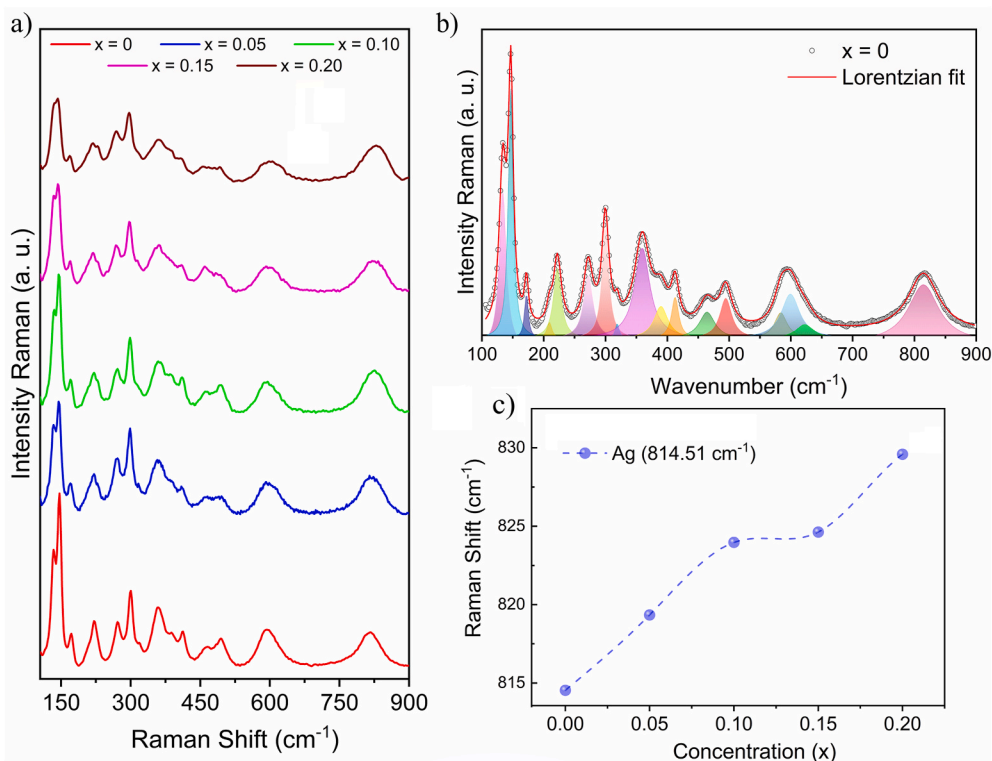 a)
x = 0 x = 0.05 x = 0.10
x = 0.15 x = 0.20
Intensity Raman (a. u.)
150 300 450 600 750 900
Raman Shift (cm-1)
b)
x = 0
Lorentzian fit
Intensity Raman (a. u.)
100 200 300 400 500 600 700 800 900
Wavenumber (cm-1)
c)
Ag (814.51 cm-1)
Raman Shift (cm-1)
830
825
820
815
0.00 0.05 0.10 0.15 0.20
Concentration (x)